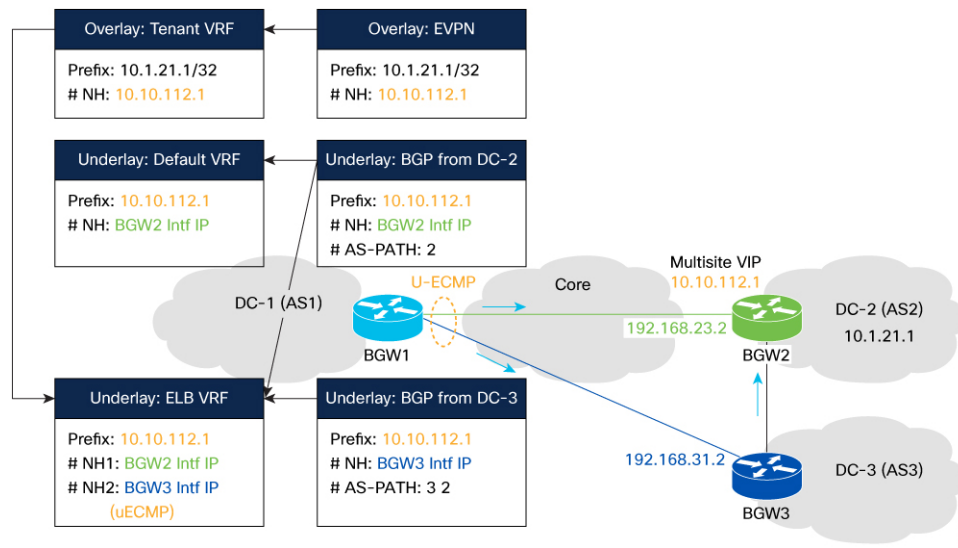 Overlay: Tenant VRF
Prefix: 10.1.21.1/32
# NH: 10.10.112.1
Overlay: EVPN
Prefix: 10.1.21.1/32
# NH: 10.10.112.1
Underlay: Default VRF
Prefix: 10.10.112.1
# NH: BGW2 Intf IP
Underlay: BGP from DC-2
Prefix: 10.10.112.1
# NH: BGW2 Intf IP
# AS-PATH: 2
DC-1 (AS1)
BGW1
U-ECMP
Core
Multisite VIP
10.10.112.1
192.168.23.2
BGW2
DC-2 (AS2)
10.1.21.1
Underlay: ELB VRF
Prefix: 10.10.112.1
# NH1: BGW2 Intf IP
# NH2: BGW3 Intf IP
(uECMP)
Underlay: BGP from DC-3
Prefix: 10.10.112.1
# NH: BGW3 Intf IP
# AS-PATH: 3 2
192.168.31.2
BGW3
DC-3 (AS3)